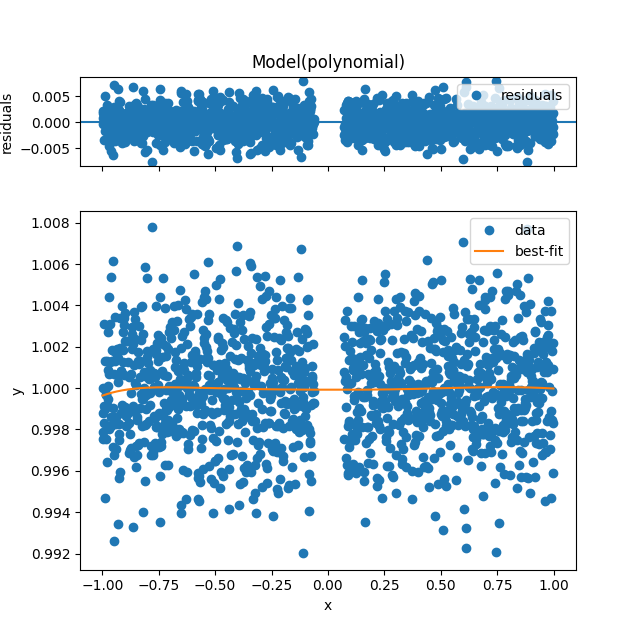 Model(polynomial)
residuals
0.005
0.000
−0.005
residuals
1.008
1.006
1.004
1.002
1.000
0.998
0.996
0.994
0.992
y
data
best-fit
−1.00 −0.75 −0.50 −0.25 0.00 0.25 0.50 0.75 1.00
x